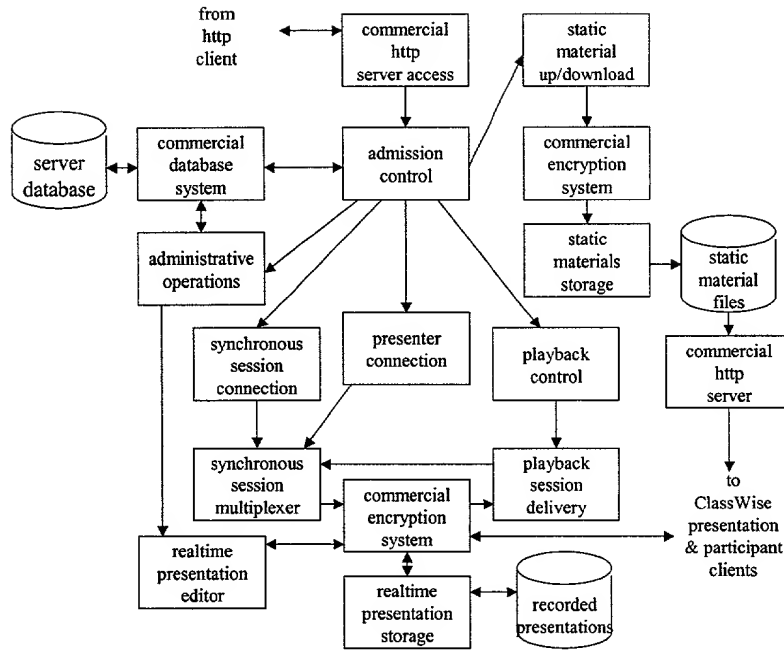 from
http
client
commercial
http
server access
static
material
up/download
server
database
commercial
database
system
admission
control
commercial
encryption
system
administrative
operations
static
materials
storage
static
material
files
synchronous
session
connection
presenter
connection
playback
control
commercial
http
server
synchronous
session
multiplexer
commercial
encryption
system
playback
session
delivery
to
ClassWise
presentation
& participant
clients
realtime
presentation
editor
realtime
presentation
storage
recorded
presentations